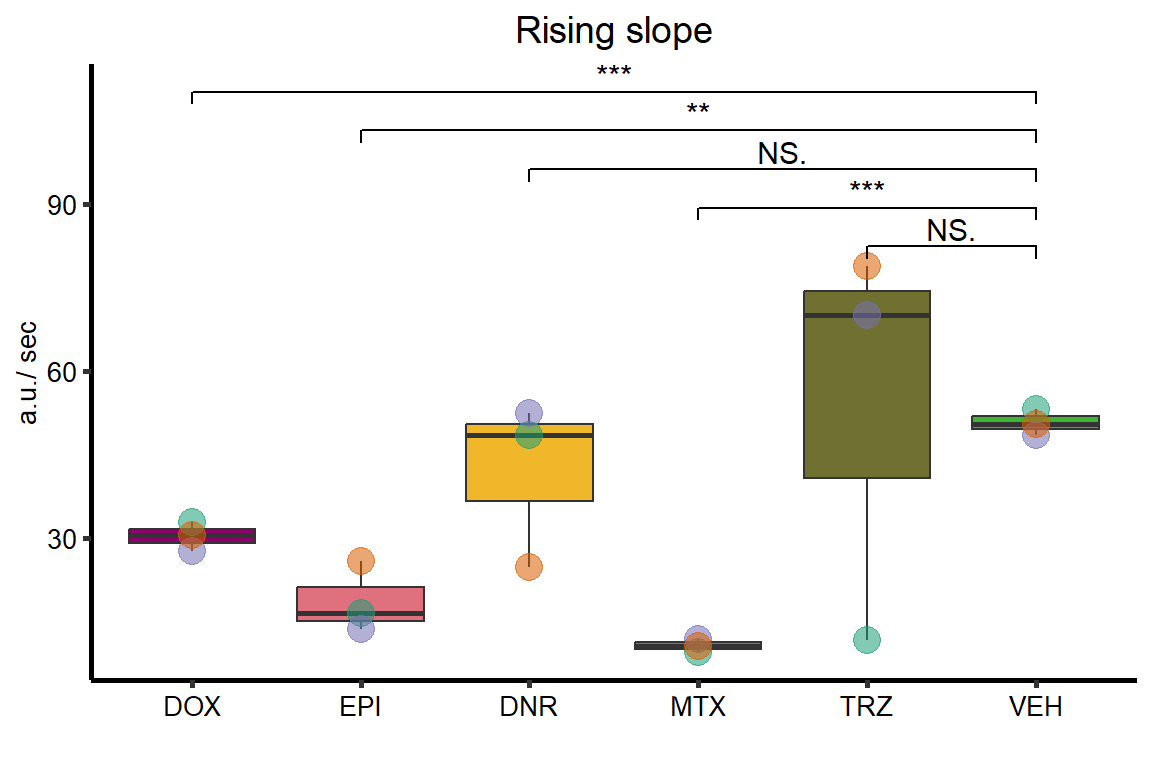 Rising slope
***
**
NS.
***
NS.
90
60
30
a.u./ sec
DOX EPI DNR MTX TRZ VEH